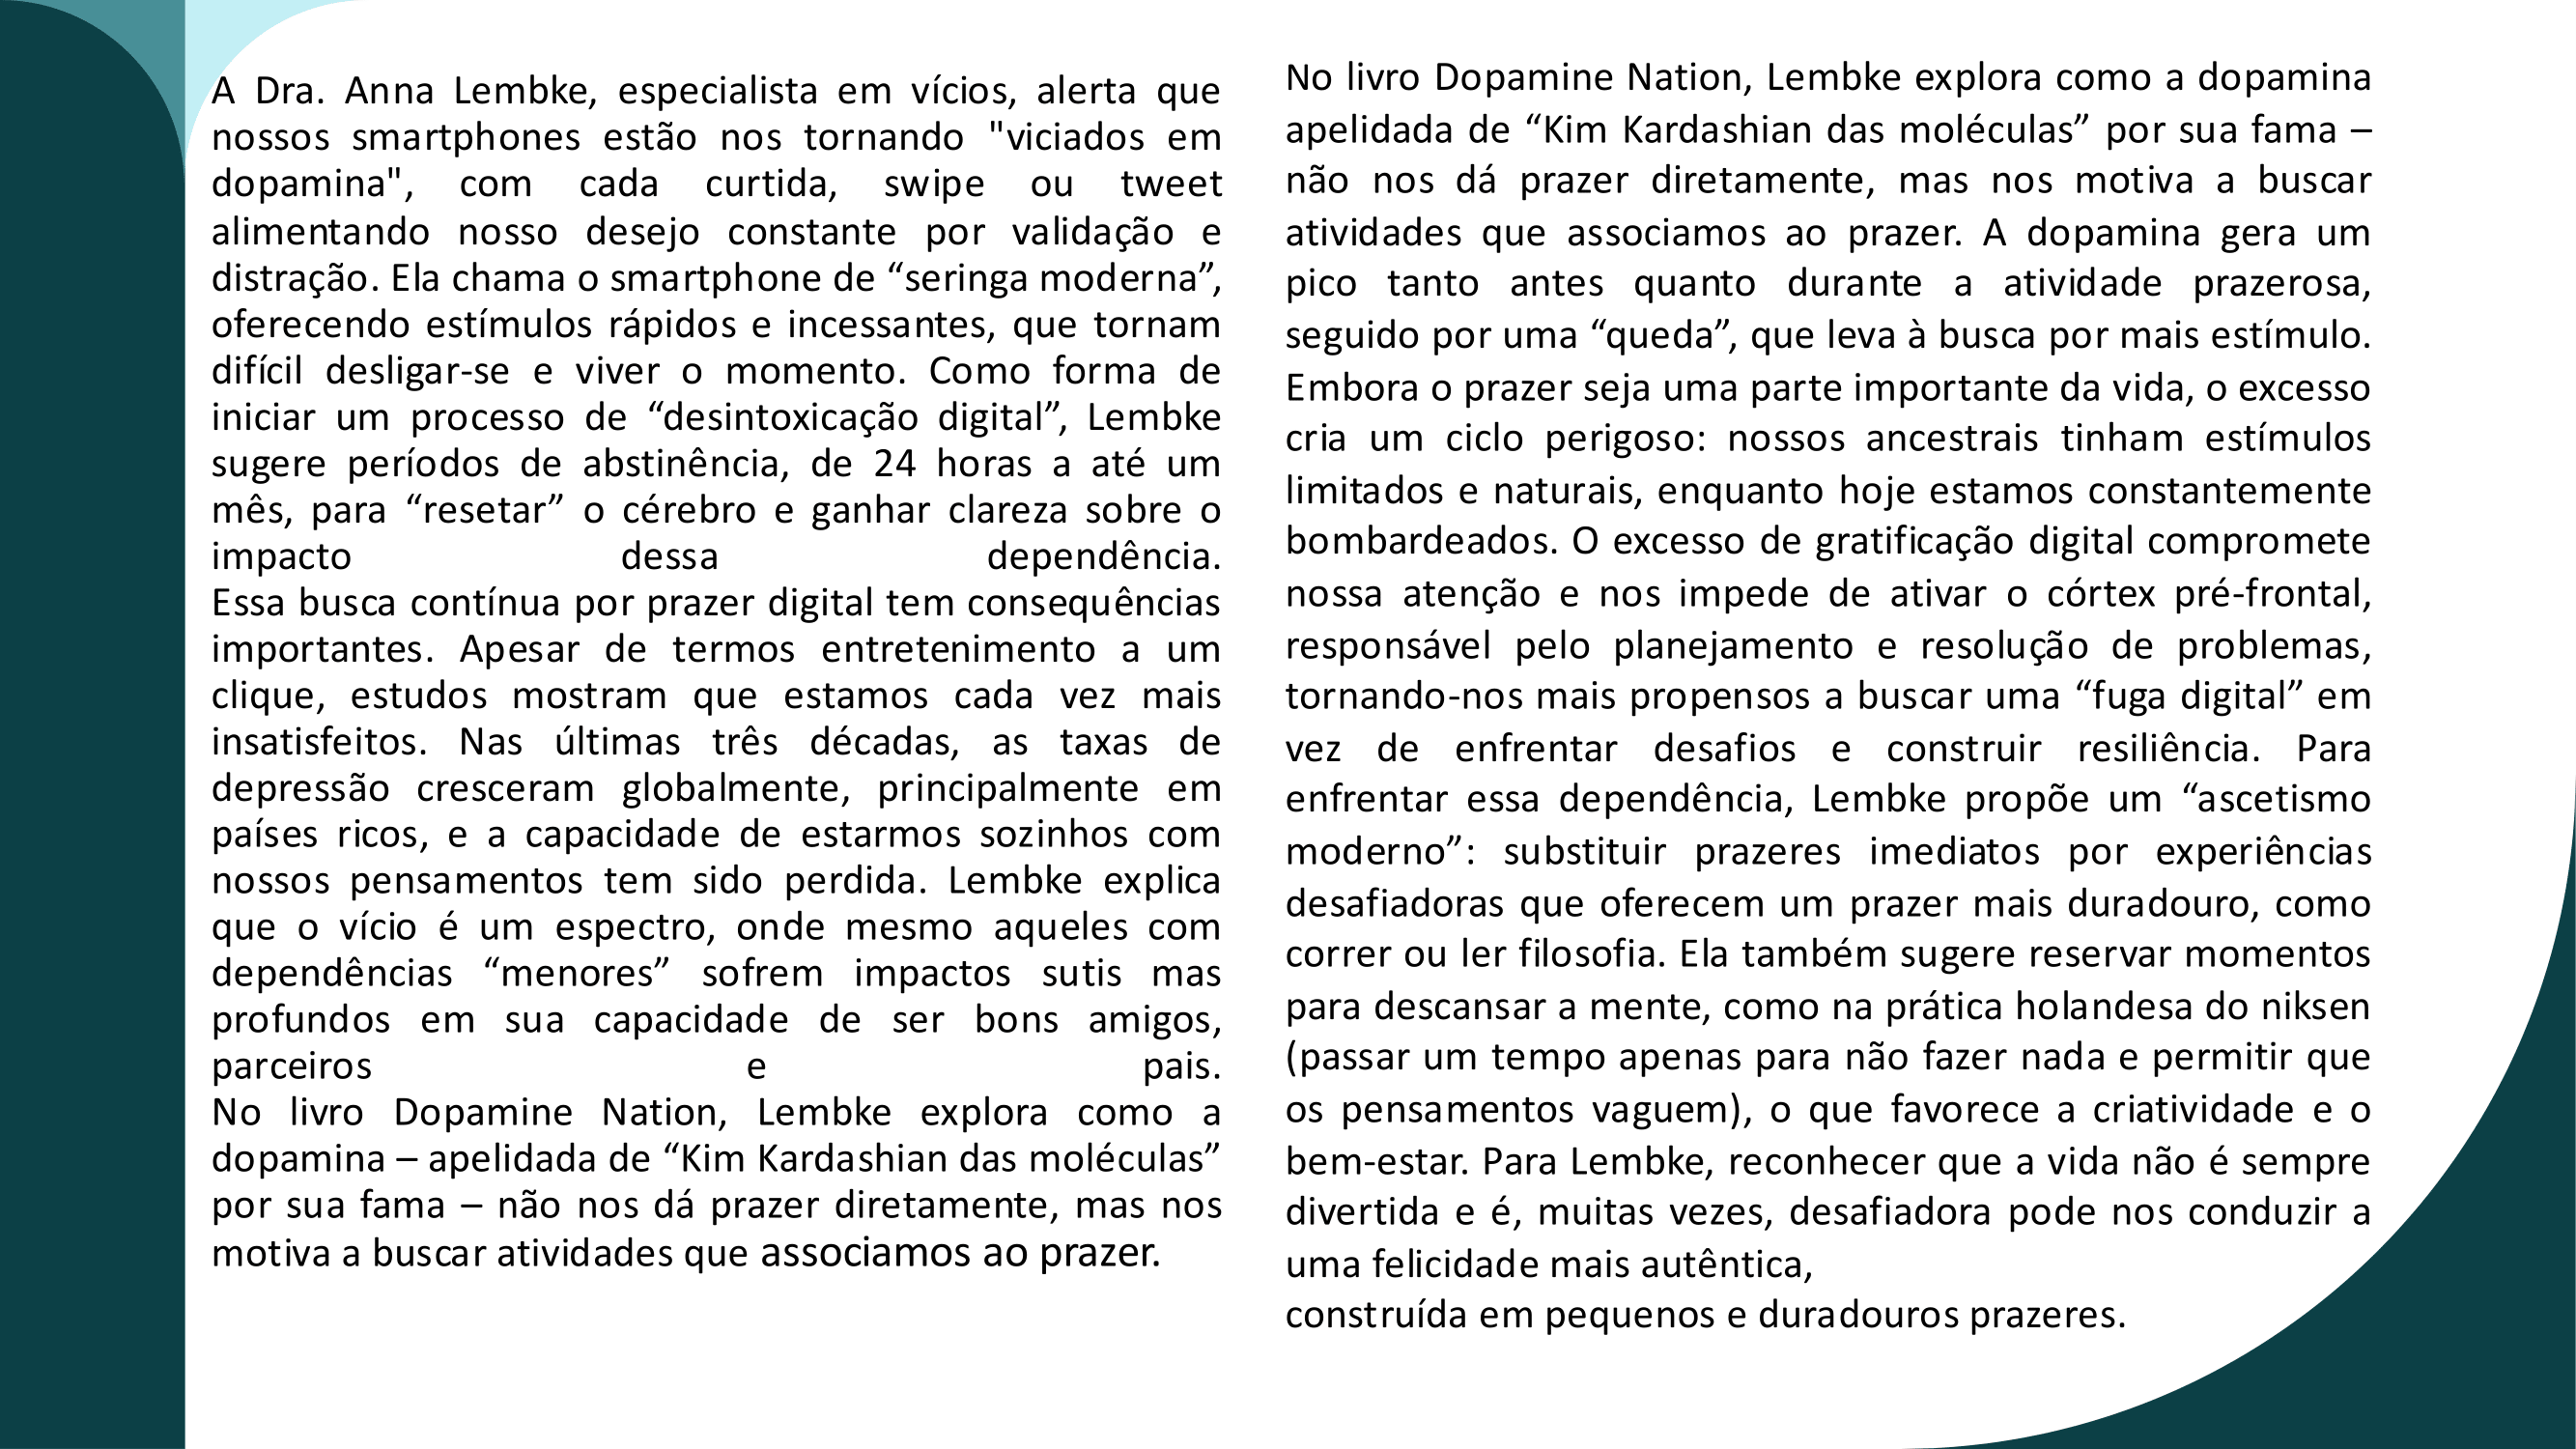 A Dra. Anna Lembke, especialista em vícios, alerta que
nossos smartphones estão nos tornando "viciados em
dopamina", com cada curtida, swipe ou tweet
alimentando nosso desejo constante por validação e
distração. Ela chama o smartphone de “seringa moderna”,
oferecendo estímulos rápidos e incessantes, que tornam
difícil desligar-se e viver o momento. Como forma de
iniciar um processo de “desintoxicação digital”, Lembke
sugere períodos de abstinência, de 24 horas a até um
mês, para “resetar” o cérebro e ganhar clareza sobre o
impacto dessa dependência.
Essa busca contínua por prazer digital tem consequências
importantes. Apesar de termos entretenimento a um
clique, estudos mostram que estamos cada vez mais
insatisfeitos. Nas últimas três décadas, as taxas de
depressão cresceram globalmente, principalmente em
países ricos, e a capacidade de estarmos sozinhos com
nossos pensamentos tem sido perdida. Lembke explica
que o vício é um espectro, onde mesmo aqueles com
dependências “menores” sofrem impactos sutis mas
profundos em sua capacidade de ser bons amigos,
parceiros e pais.
No livro Dopamine Nation, Lembke explora como a
dopamina – apelidada de “Kim Kardashian das moléculas”
por sua fama – não nos dá prazer diretamente, mas nos
motiva a buscar atividades que associamos ao prazer.
No livro Dopamine Nation, Lembke explora como a dopamina
apelidada de “Kim Kardashian das moléculas” por sua fama –
não nos dá prazer diretamente, mas nos motiva a buscar
atividades que associamos ao prazer. A dopamina gera um
pico tanto antes quanto durante a atividade prazerosa,
seguido por uma “queda”, que leva à busca por mais estímulo.
Embora o prazer seja uma parte importante da vida, o excesso
cria um ciclo perigoso: nossos ancestrais tinham estímulos
limitados e naturais, enquanto hoje estamos constantemente
bombardeados. O excesso de gratificação digital compromete
nossa atenção e nos impede de ativar o córtex pré-frontal,
responsável pelo planejamento e resolução de problemas,
tornando-nos mais propensos a buscar uma “fuga digital” em
vez de enfrentar desafios e construir resiliência. Para
enfrentar essa dependência, Lembke propõe um “ascetismo
moderno”: substituir prazeres imediatos por experiências
desafiadoras que oferecem um prazer mais duradouro, como
correr ou ler filosofia. Ela também sugere reservar momentos
para descansar a mente, como na prática holandesa do niksen
(passar um tempo apenas para não fazer nada e permitir que
os pensamentos vaguem), o que favorece a criatividade e o
bem-estar. Para Lembke, reconhecer que a vida não é sempre
divertida e é, muitas vezes, desafiadora pode nos conduzir a
uma felicidade mais autêntica,
construída em pequenos e duradouros prazeres.